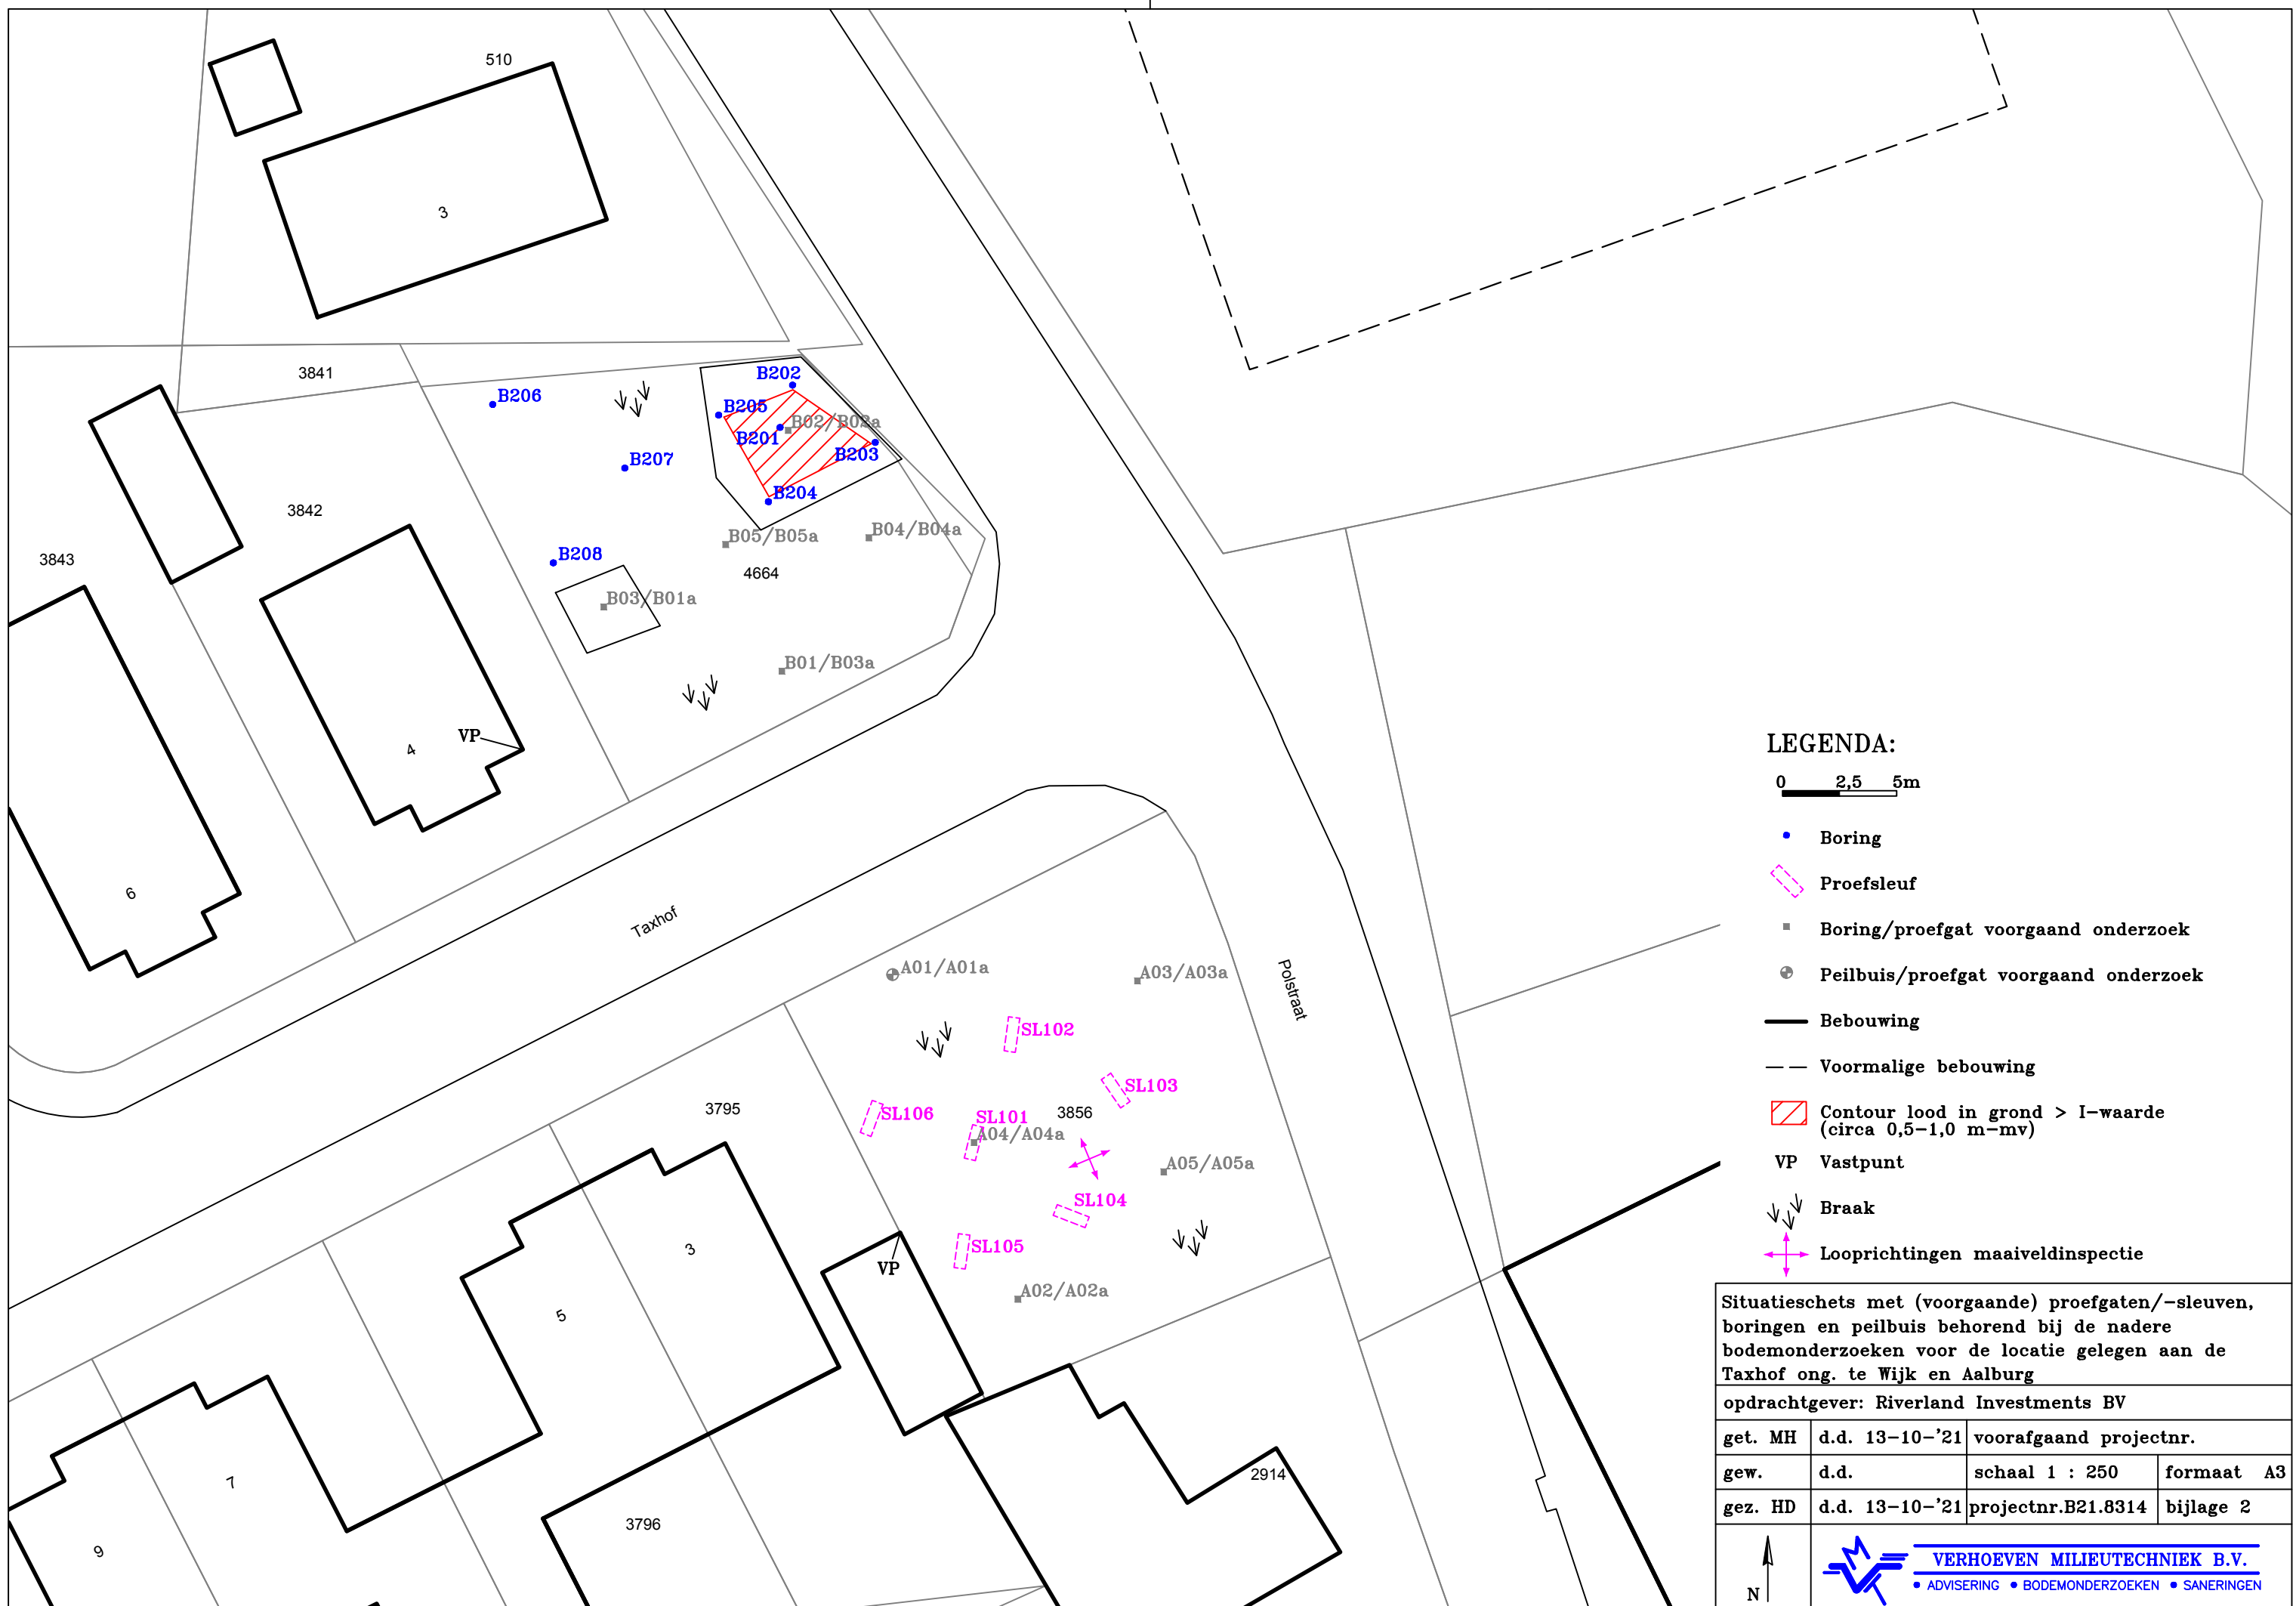 510
3
3841
B202
B206
B205
B02/B02a
B201
B203
B207
B204
3842
B05/B05a
B04/B04a
3843
B208
4664
B03/B01a
B01/B03a
VP
4
6
Taxhof
A01/A01a
A03/A03a
Polstraat
SL102
SL103
3795
SL106
SL101
3856
A04/A04a
A05/A05a
SL104
3
SL105
VP
A02/A02a
5
7
2914
3796
9
LEGENDA:
0 2,5 5m
Boring
Proefsleuf
Boring/proefgat voorgaand onderzoek
Peilbuis/proefgat voorgaand onderzoek
Bebouwing
Voormalige bebouwing
Contour lood in grond > I-waarde
(circa 0,5-1,0 m-mv)
VP Vastpunt
Braak
Looprichtingen maaiveldinspectie
Situatieschets met (voorgaande) proefgaten/-sleuven,
boringen en peilbuis behorend bij de nadere
bodemonderzoeken voor de locatie gelegen aan de
Taxhof ong. te Wijk en Aalburg
opdrachtgever: Riverland Investments BV
get. MH d.d. 13-10-'21 voorafgaand projectnr.
gew. d.d. schaal 1 : 250 formaat A3
gez. HD d.d. 13-10-'21 projectnr.B21.8314 bijlage 2
N
VERHOEVEN MILIEUTECHNIEK B.V.
• ADVISERING • BODEMONDERZOEKEN • SANERINGEN